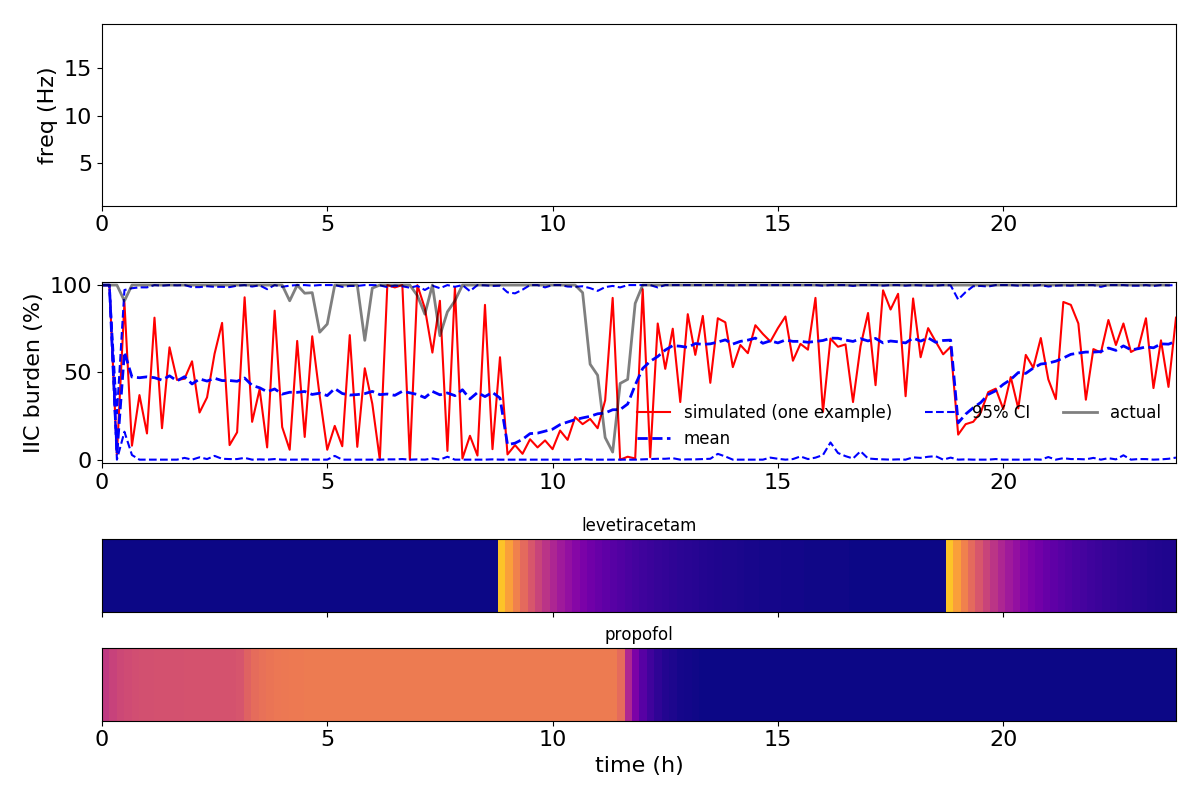 freq (Hz)
15
10
5
0 5 10 15 20
IIC burden (%)
100
50
0
simulated (one example) 95% CI actual
mean
0 5 10 15 20
levetiracetam
propofol
0 5 10 15 20
time (h)